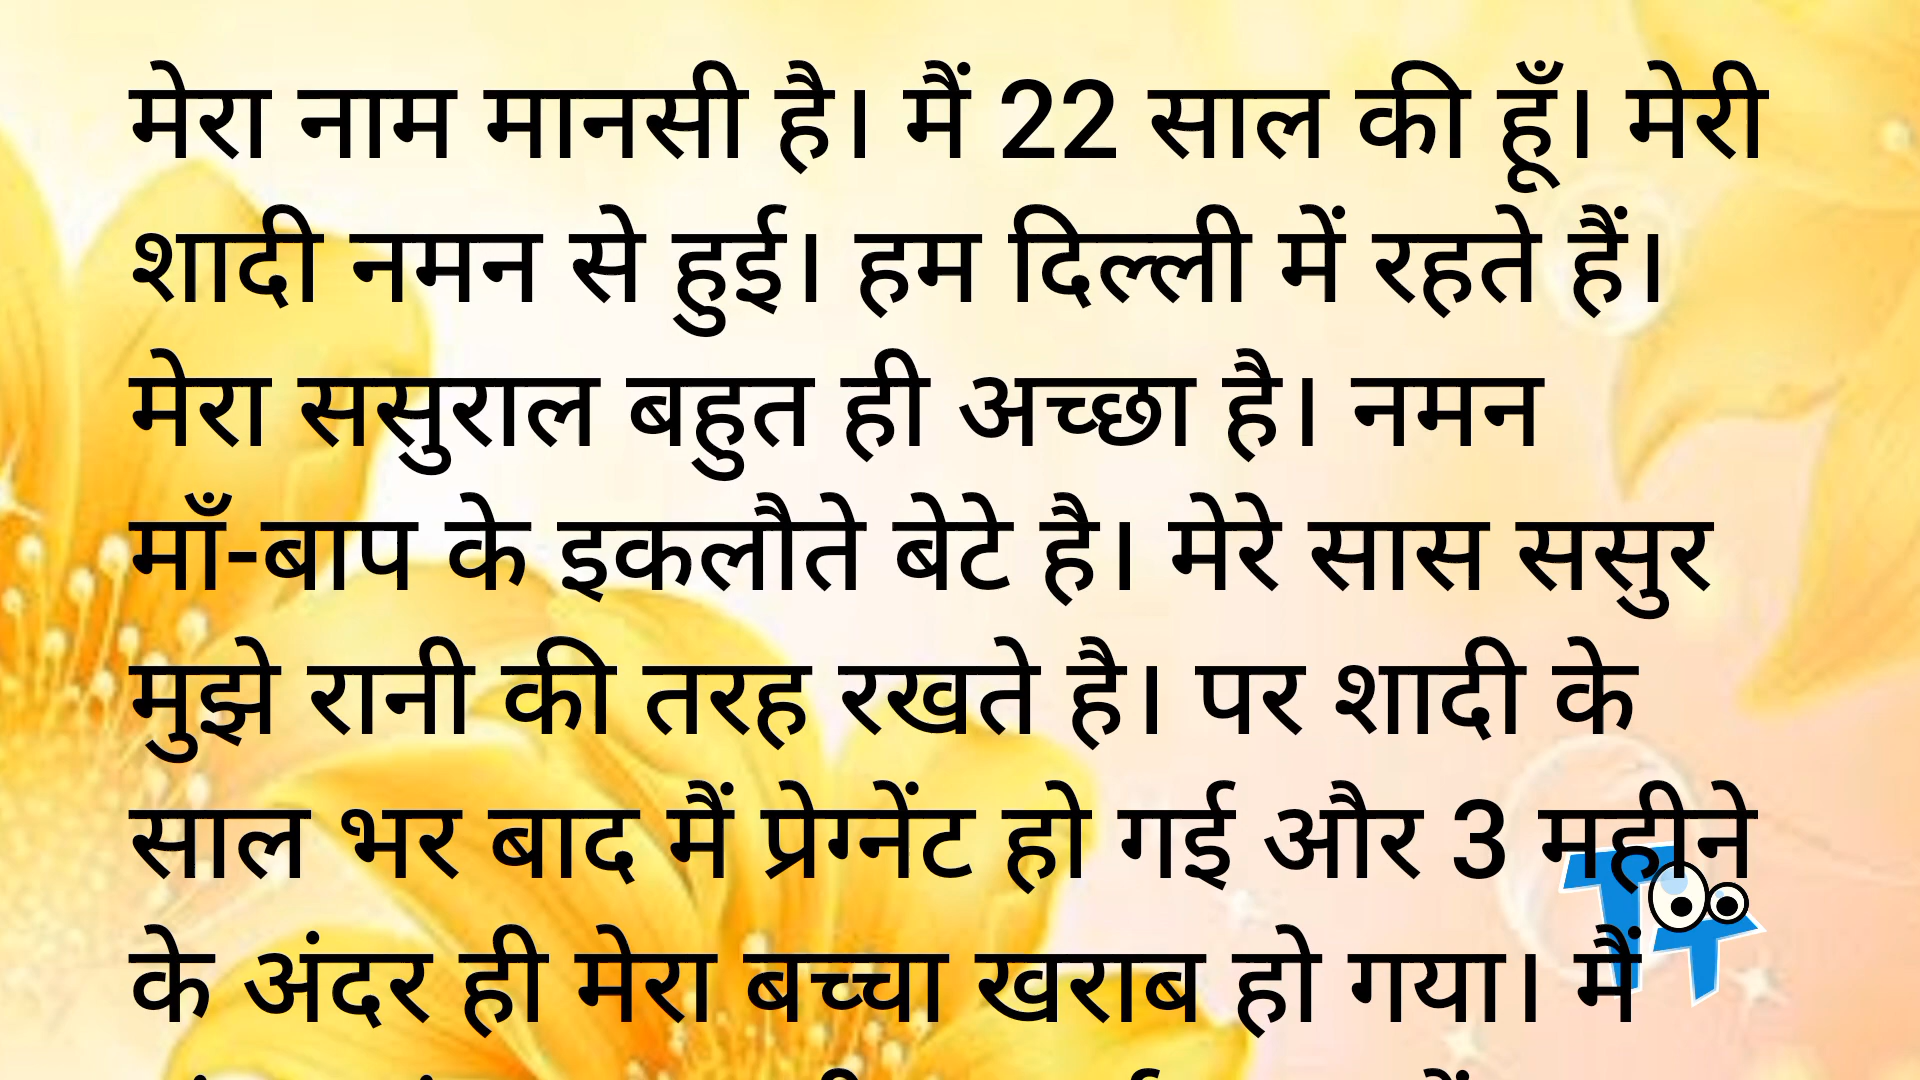 मेरा नाम मानसी है। मैं 22 साल की हूँ। मेरी
शादी नमन से हुई। हम दिल्ली में रहते हैं।
मेरा ससुराल बहुत ही अच्छा है। नमन
माँ-बाप के इकलौते बेटे है। मेरे सास ससुर
मुझे रानी की तरह रखते है। पर शादी के
साल भर बाद मैं प्रेग्नेंट हो गई और 3 महीने
के अंदर ही मेरा बच्चा खराब हो गया। मैं